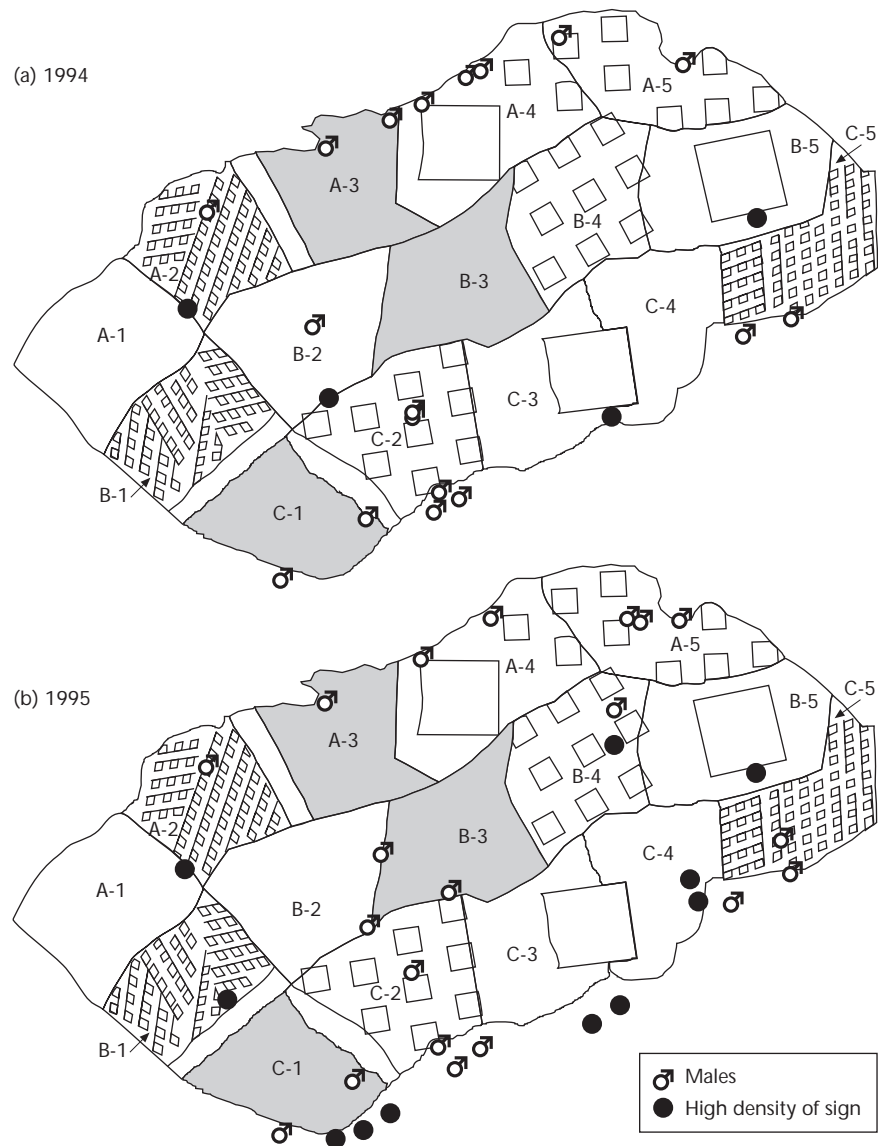 (a) 1994
A-1
A-2
A-3
A-4
A-5
B-1
B-2
B-3
B-4
B-5
C-1
C-2
C-3
C-4
C-5
(b) 1995
A-1
A-2
A-3
A-4
A-5
B-1
B-2
B-3
B-4
B-5
C-1
C-2
C-3
C-4
C-5
Males
High density of sign